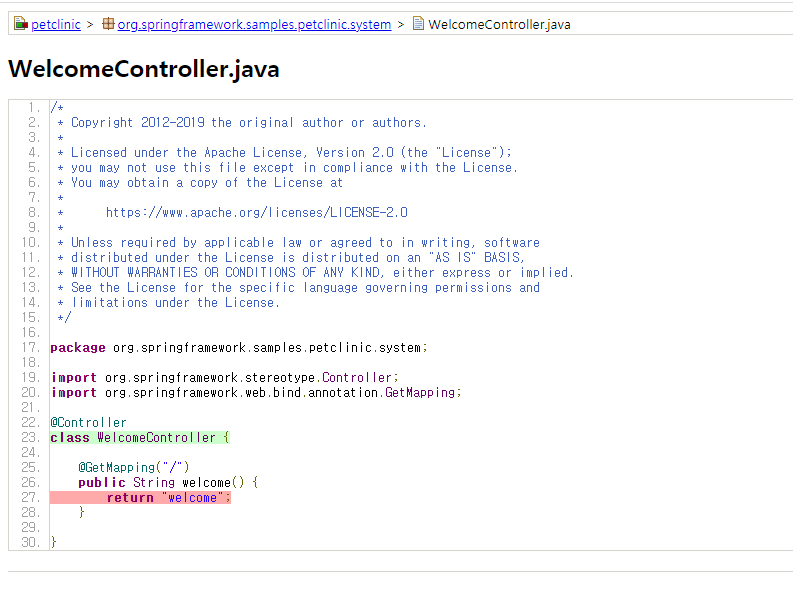 petclinic > org.springframework.samples.petclinic.system > WelcomeController.java
WelcomeController.java
1. /*
2.  * Copyright 2012-2019 the original author or authors.
3.  *
4.  * Licensed under the Apache License, Version 2.0 (the "License");
5.  * you may not use this file except in compliance with the License.
6.  * You may obtain a copy of the License at
7.  *
8.  *      https://www.apache.org/licenses/LICENSE-2.0
9.  *
10.  * Unless required by applicable law or agreed to in writing, software
11.  * distributed under the License is distributed on an "AS IS" BASIS,
12.  * WITHOUT WARRANTIES OR CONDITIONS OF ANY KIND, either express or implied.
13.  * See the License for the specific language governing permissions and
14.  * limitations under the License.
15.  */
16.
17. package org.springframework.samples.petclinic.system;
18.
19. import org.springframework.stereotype.Controller;
20. import org.springframework.web.bind.annotation.GetMapping;
21.
22. @Controller
23. class WelcomeController {
24.
25.     @GetMapping("/")
26.     public String welcome() {
27.         return "welcome";
28.     }
29.
30. }